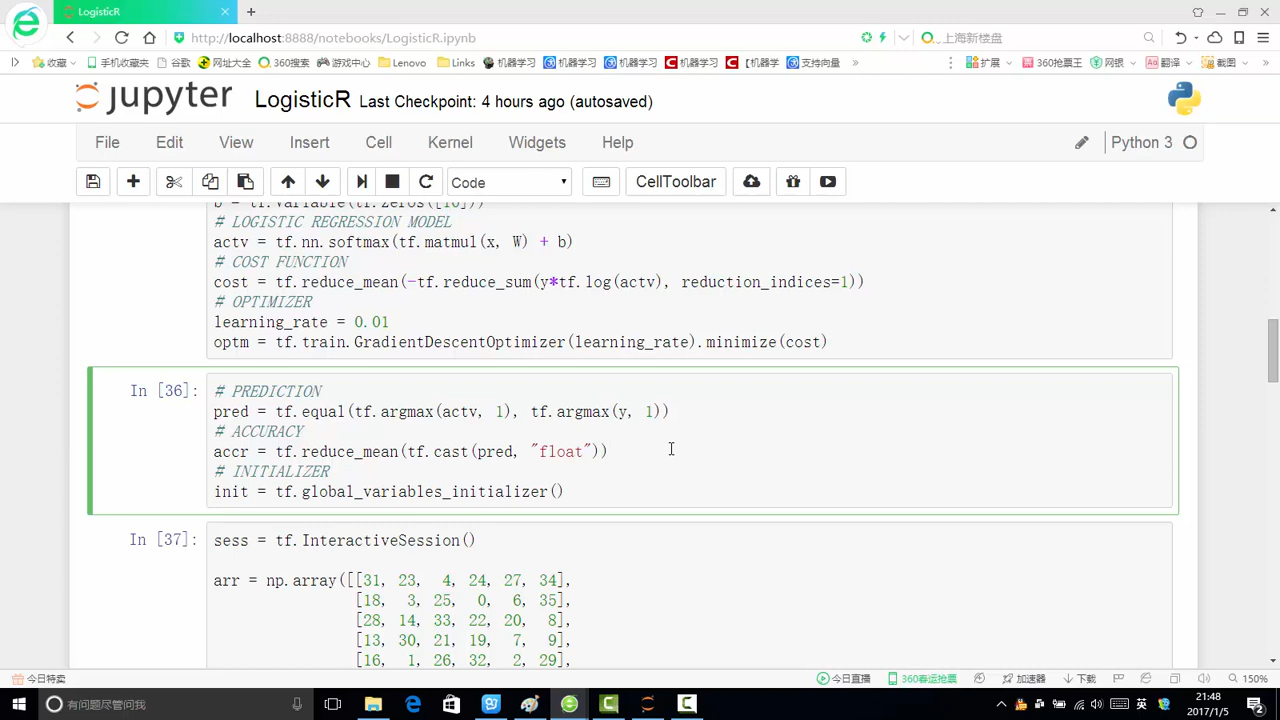 LogisticR
http://localhost:8888/notebooks/LogisticR.ipynb
上海新楼盘
收藏 手机收藏夹 谷歌 网址大全 360搜索 游戏中心 Lenovo Links 机器学习 机器学习 机器学习 机器学习 【机器学 支持向量 » 扩展 360抢票王 网银 翻译 截图 »
jupyter LogisticR Last Checkpoint: 4 hours ago (autosaved)
File Edit View Insert Cell Kernel Widgets Help Python 3
Code CellToolbar
b = tf.Variable(tf.zeros([10]))
# LOGISTIC REGRESSION MODEL
actv = tf.nn.softmax(tf.matmul(x, W) + b)
# COST FUNCTION
cost = tf.reduce_mean(-tf.reduce_sum(y*tf.log(actv), reduction_indices=1))
# OPTIMIZER
learning_rate = 0.01
optm = tf.train.GradientDescentOptimizer(learning_rate).minimize(cost)
In [36]: # PREDICTION
pred = tf.equal(tf.argmax(actv, 1), tf.argmax(y, 1))
# ACCURACY
accr = tf.reduce_mean(tf.cast(pred, "float"))
# INITIALIZER
init = tf.global_variables_initializer()
In [37]: sess = tf.InteractiveSession()
arr = np.array([[31, 23, 4, 24, 27, 34],
[18, 3, 25, 0, 6, 35],
[28, 14, 33, 22, 20, 8],
[13, 30, 21, 19, 7, 9],
[16, 1, 26, 32, 2, 29],
今日特卖 今日直播 360春运抢票 加速器 下载 150%
有问题尽管问我 英 21:48
2017/1/5